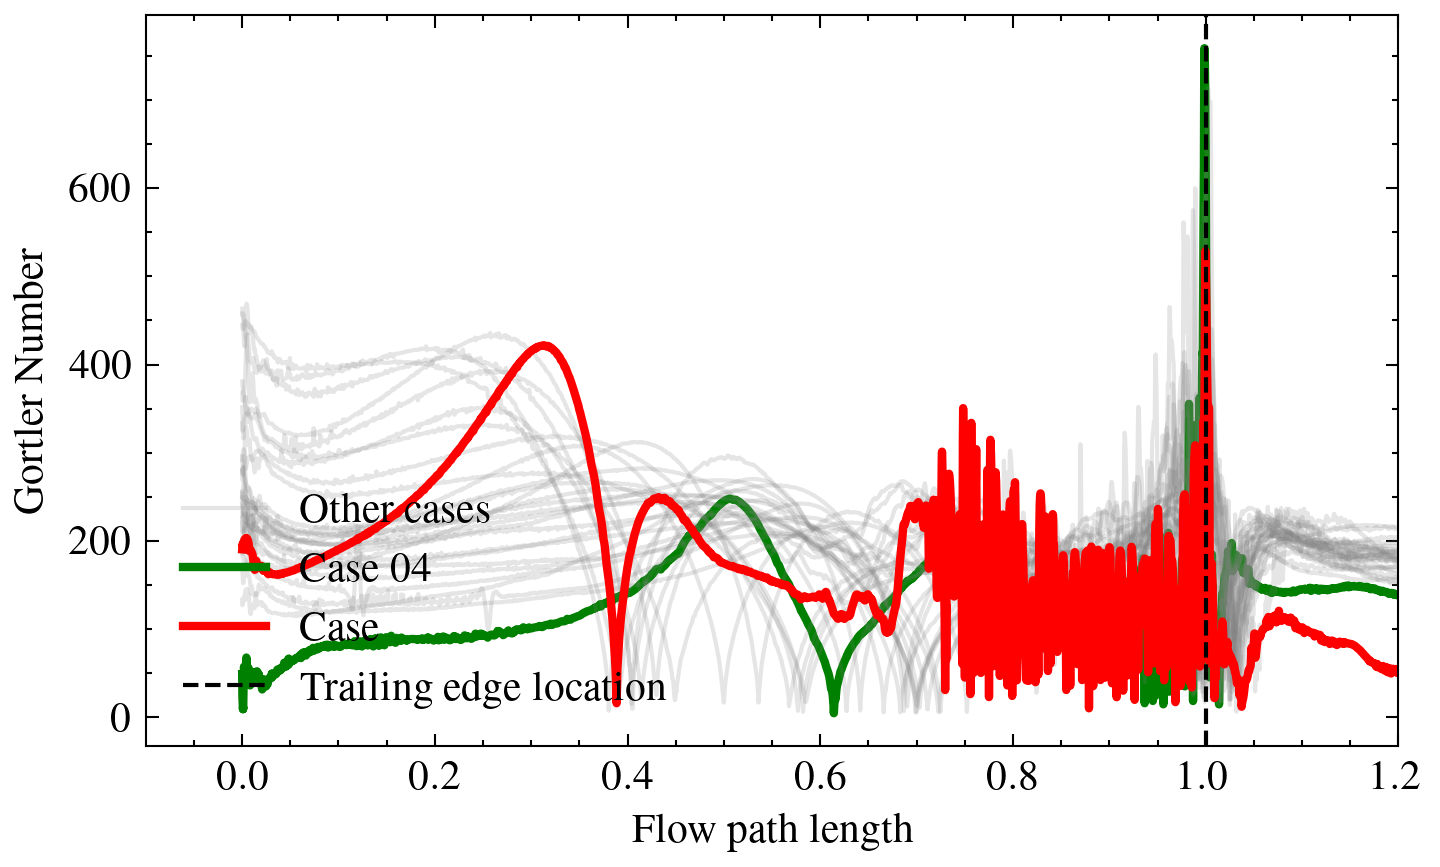 Gortler Number
600
400
200
0
Other cases
Case 04
Case
Trailing edge location
0.0 0.2 0.4 0.6 0.8 1.0 1.2
Flow path length